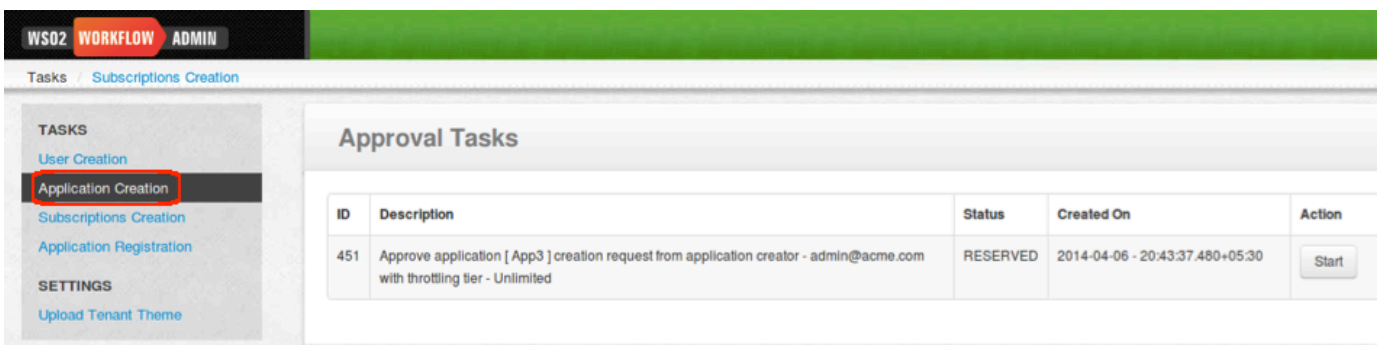 WSO2 WORKFLOW ADMIN
Tasks / Subscriptions Creation
TASKS
User Creation
Application Creation
Subscriptions Creation
Application Registration
SETTINGS
Upload Tenant Theme
Approval Tasks
ID Description Status Created On Action
451 Approve application [ App3 ] creation request from application creator - admin@acme.com RESERVED 2014-04-06 - 20:43:37.480+05:30 Start
with throttling tier - Unlimited